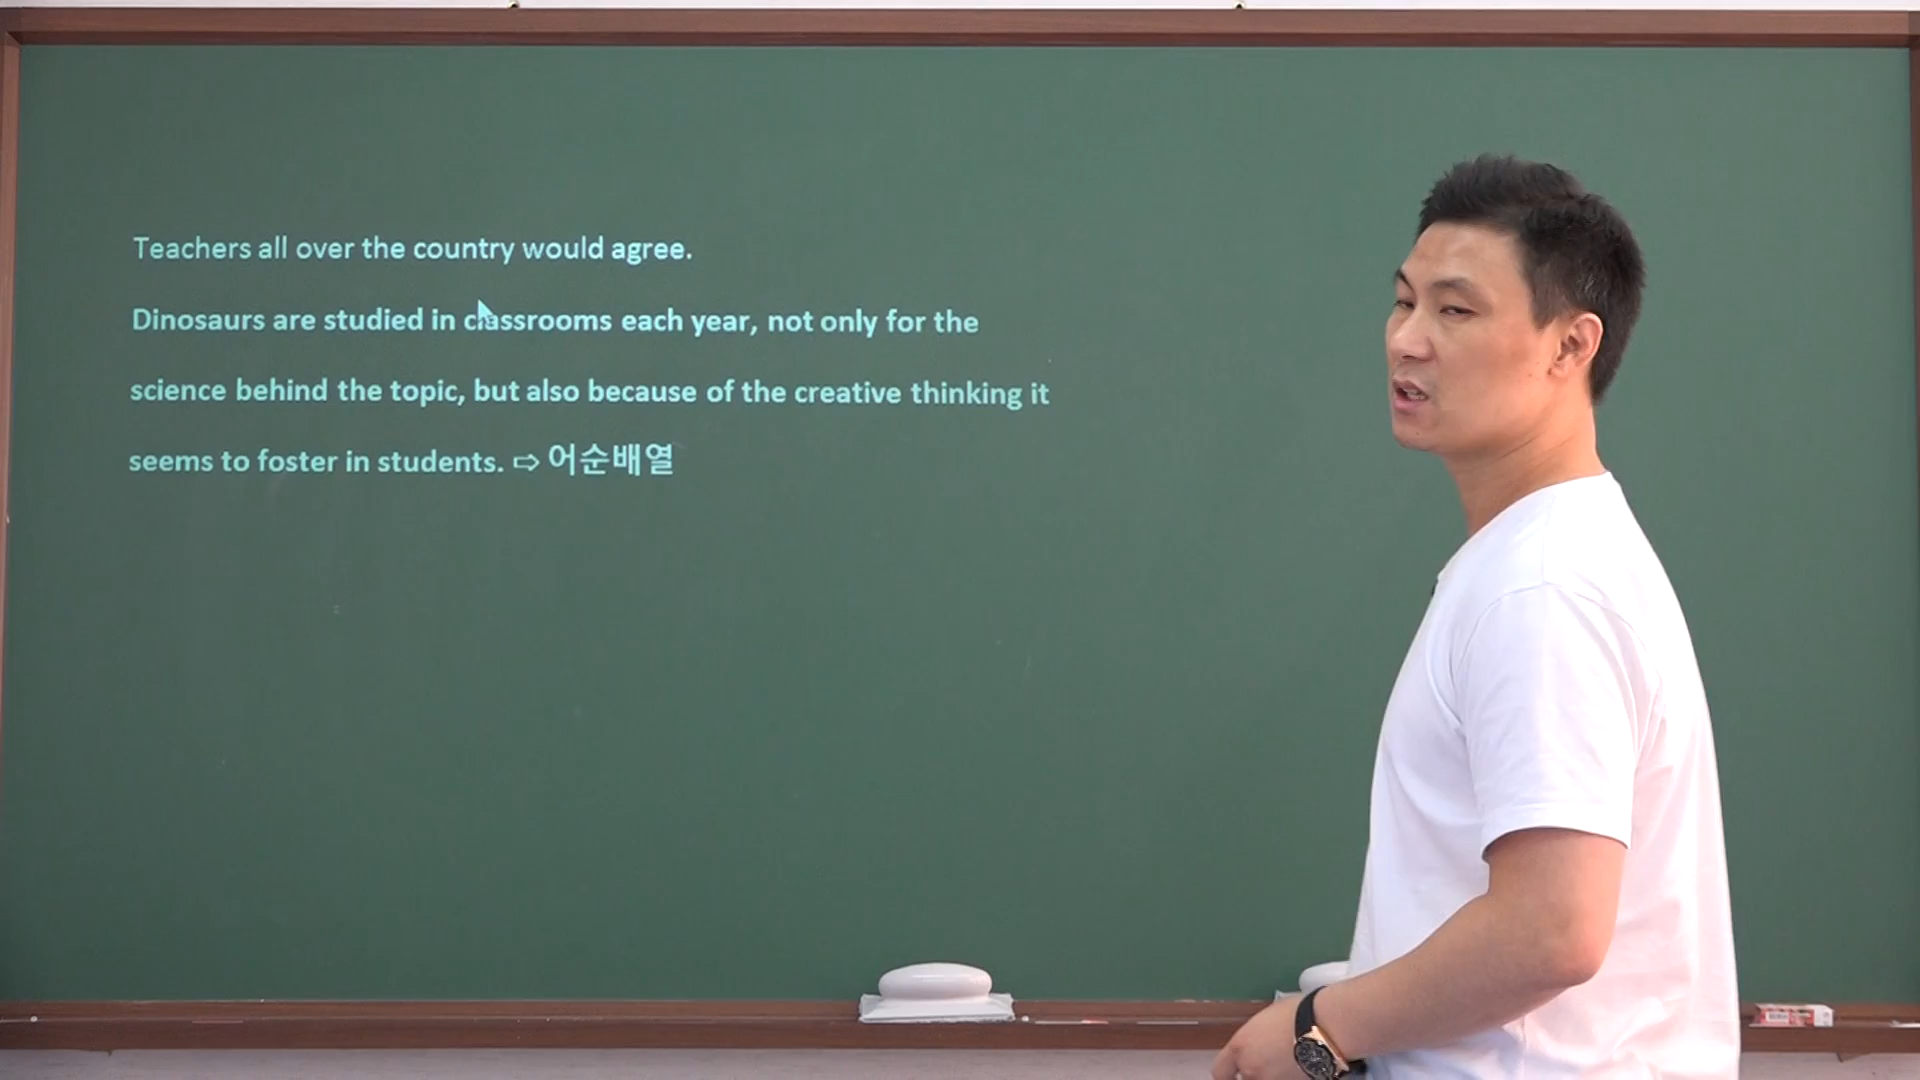 Teachers all over the country would agree.
Dinosaurs are studied in classrooms each year, not only for the
science behind the topic, but also because of the creative thinking it
seems to foster in students. ⇨ 어순배열